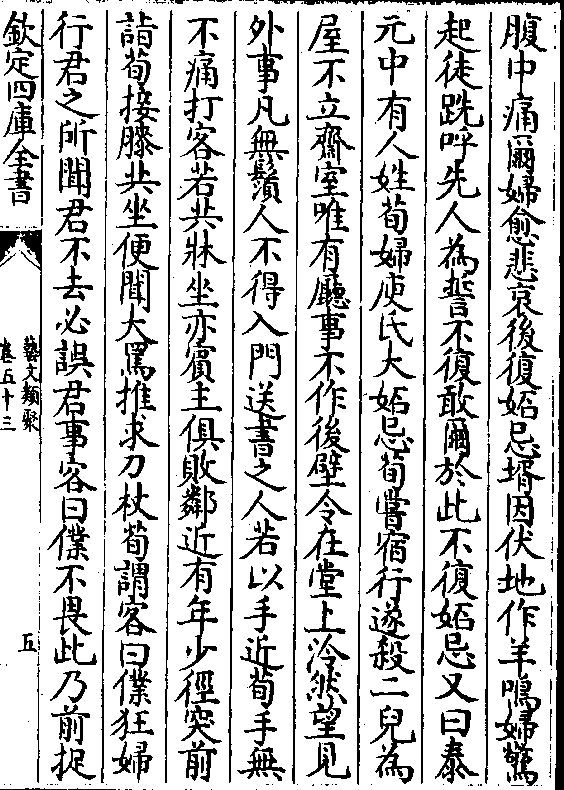 腹中痛爾婦愈悲哀後復妬忌壻因伏地作羊鳴婦驚
起徒跣呼先人為誓不復敢爾於此不復妬忌又曰泰
元中有人姓荀婦庾氏大妬忌荀嘗宿行遂殺二兒為
屋不立齋室唯有廳事不作後壁令在堂上泠然望見
外事凡無鬚人不得入門送書之人若以手近荀手無
不痛打客若共牀坐亦賓主俱敗鄰近有年少徑突前
詣荀接膝共坐便聞大罵推求刀杖荀謂客曰僕狂婦
行君之所聞君不去必誤君事客曰僕不畏此乃前捉
欽定四庫全書
藝文類聚
卷五十三
五